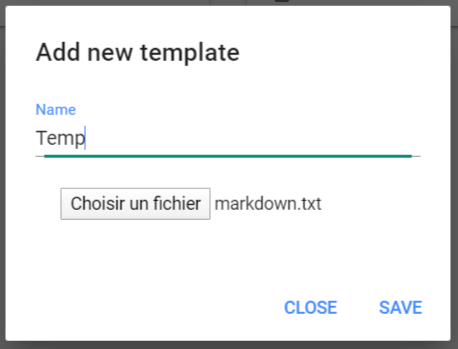 Add new template
Name
Temp
Choisir un fichier markdown.txt
CLOSE SAVE